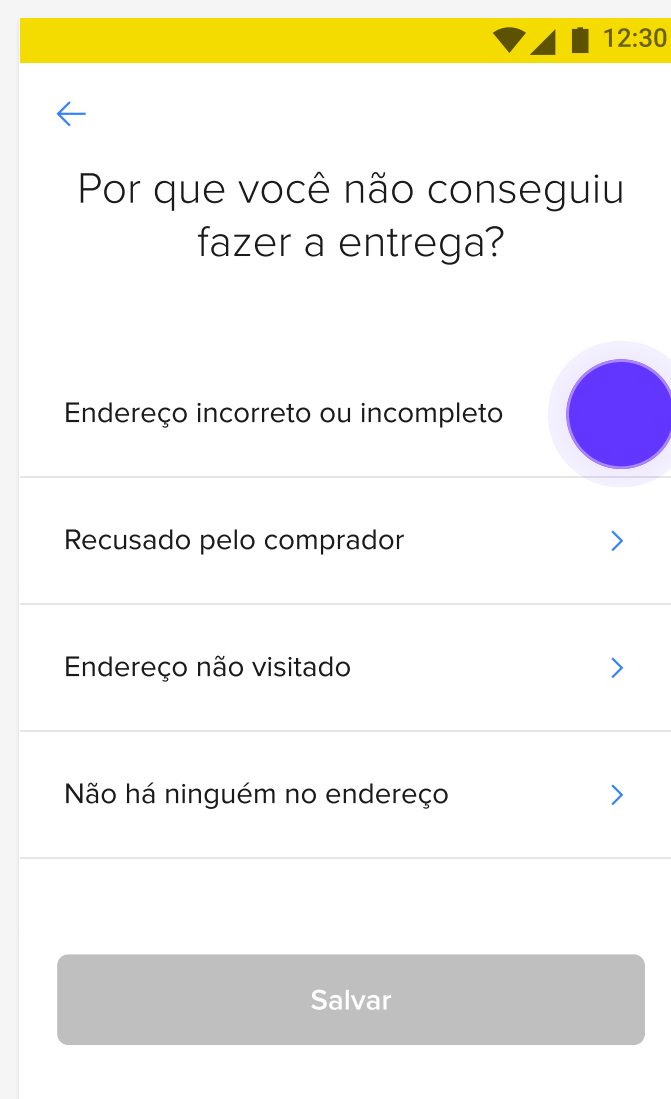 12:30
Por que você não conseguiu
fazer a entrega?
Endereço incorreto ou incompleto
Recusado pelo comprador
Endereço não visitado
Não há ninguém no endereço
Salvar